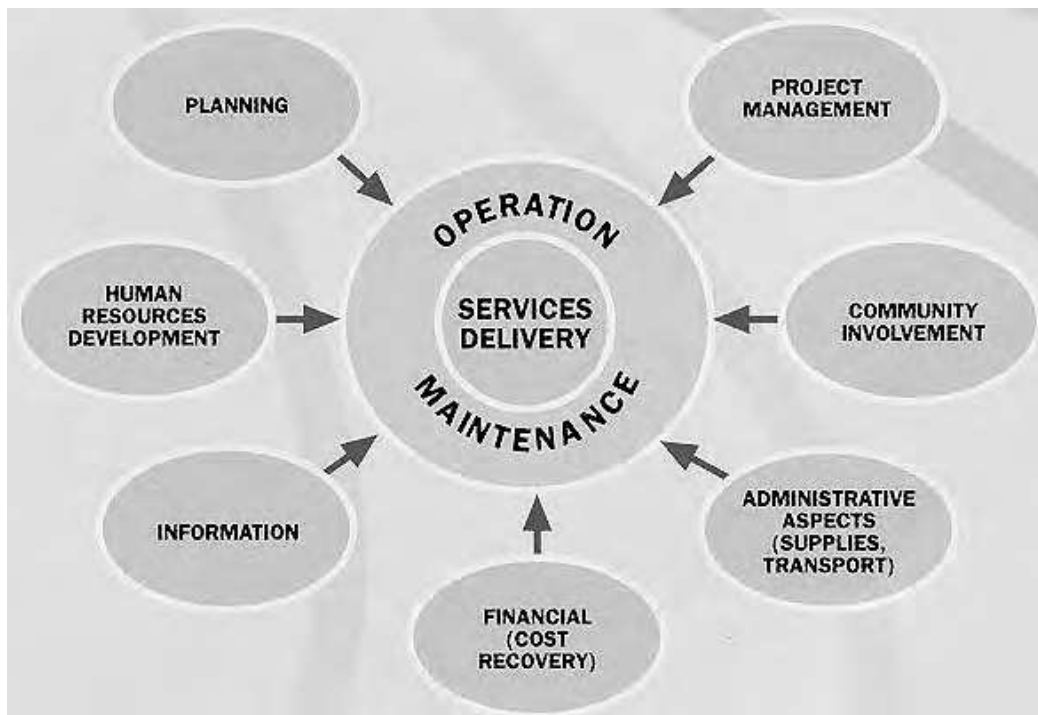 PLANNING
PROJECT
MANAGEMENT
OPERATION
HUMAN
RESOURCES
DEVELOPMENT
SERVICES
DELIVERY
COMMUNITY
INVOLVEMENT
MAINTENANCE
INFORMATION
ADMINISTRATIVE
ASPECTS
(SUPPLIES,
TRANSPORT)
FINANCIAL
(COST
RECOVERY)